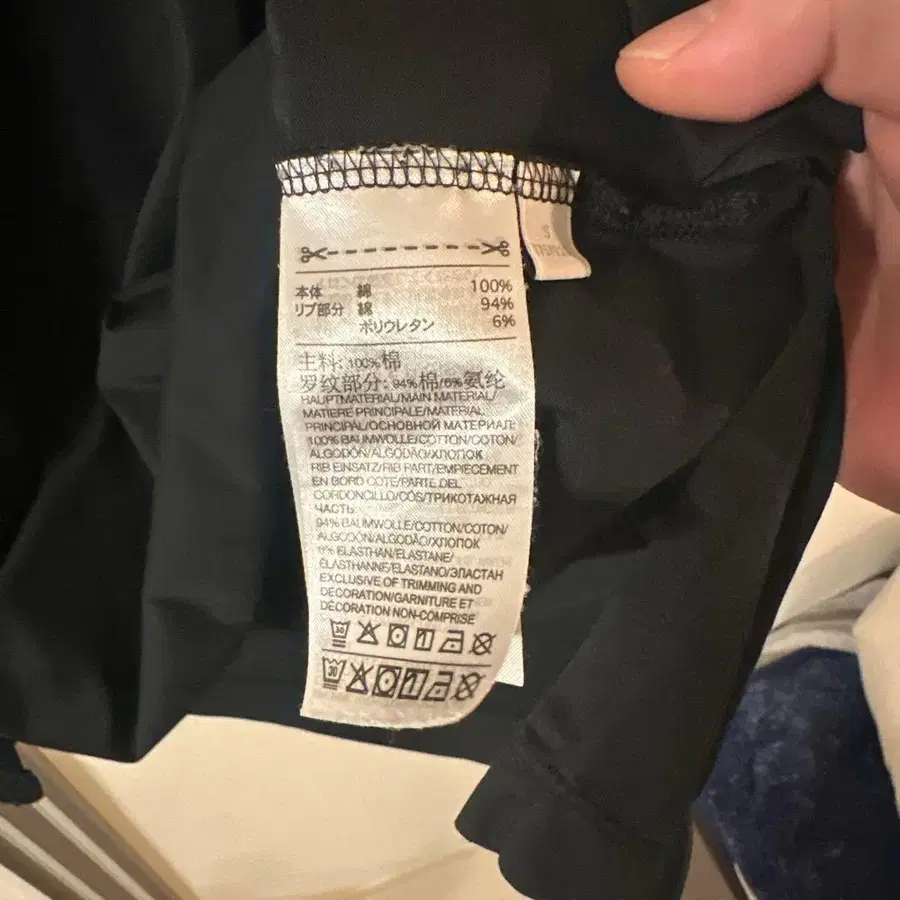 本体 綿 100%
リブ部分 綿 94%
ポリウレタン 6%
主料: 100%棉
罗纹部分: 94%棉/6%氨纶
HAUPTMATERIAL/MAIN MATERIAL/
MATIERE PRINCIPALE/MATERIAL
PRINCIPAL/ОСНОВНОЙ МАТЕРИАЛ:
100% BAUMWOLLE/COTTON/COTON/
ALGODÓN/ALGODÃO/ХЛОПОК
RIB EINSATZ/RIB PART/EMPIECEMENT
EN BORD COTE/PARTE DEL
CORDONCILLO/CÓS/ТРИКОТАЖНАЯ
ЧАСТЬ
94% BAUMWOLLE/COTTON/COTON/
ALGODÓN/ALGODÃO/ХЛОПОК
6% ELASTHAN/ELASTANE/
ÉLASTHANNE/ELASTANO/ЭЛАСТАН
EXCLUSIVE OF TRIMMING AND
DECORATION/GARNITURE ET
DÉCORATION NON-COMPRISE
30
30
S